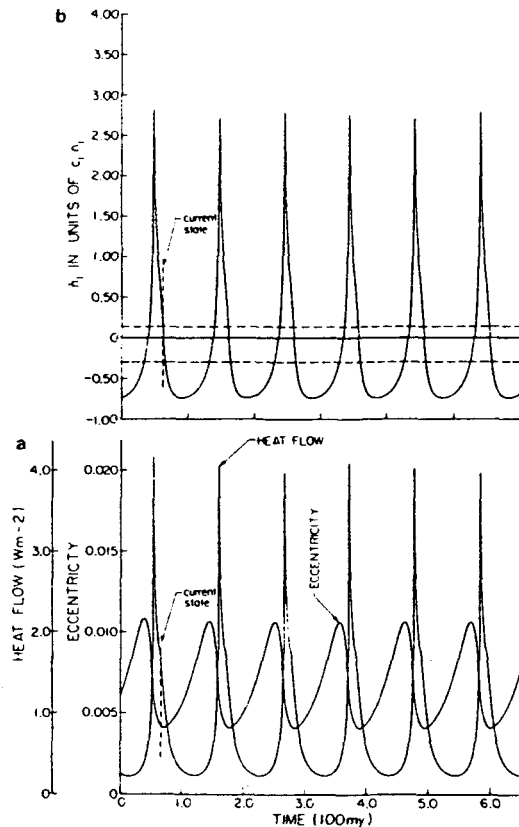 b
4.00
3.50
3.00
2.50
2.00
1.50
1.00
0.50
0
-0.50
-1.00
ṅ₁ IN UNITS OF c₁n₁
current
state
a
HEAT FLOW
4.0
3.0
2.0
1.0
0
HEAT FLOW (Wm-2)
0.020
0.015
0.010
0.005
0
ECCENTRICITY
current
state
ECCENTRICITY
0 1.0 2.0 3.0 4.0 5.0 6.0
TIME (100my)